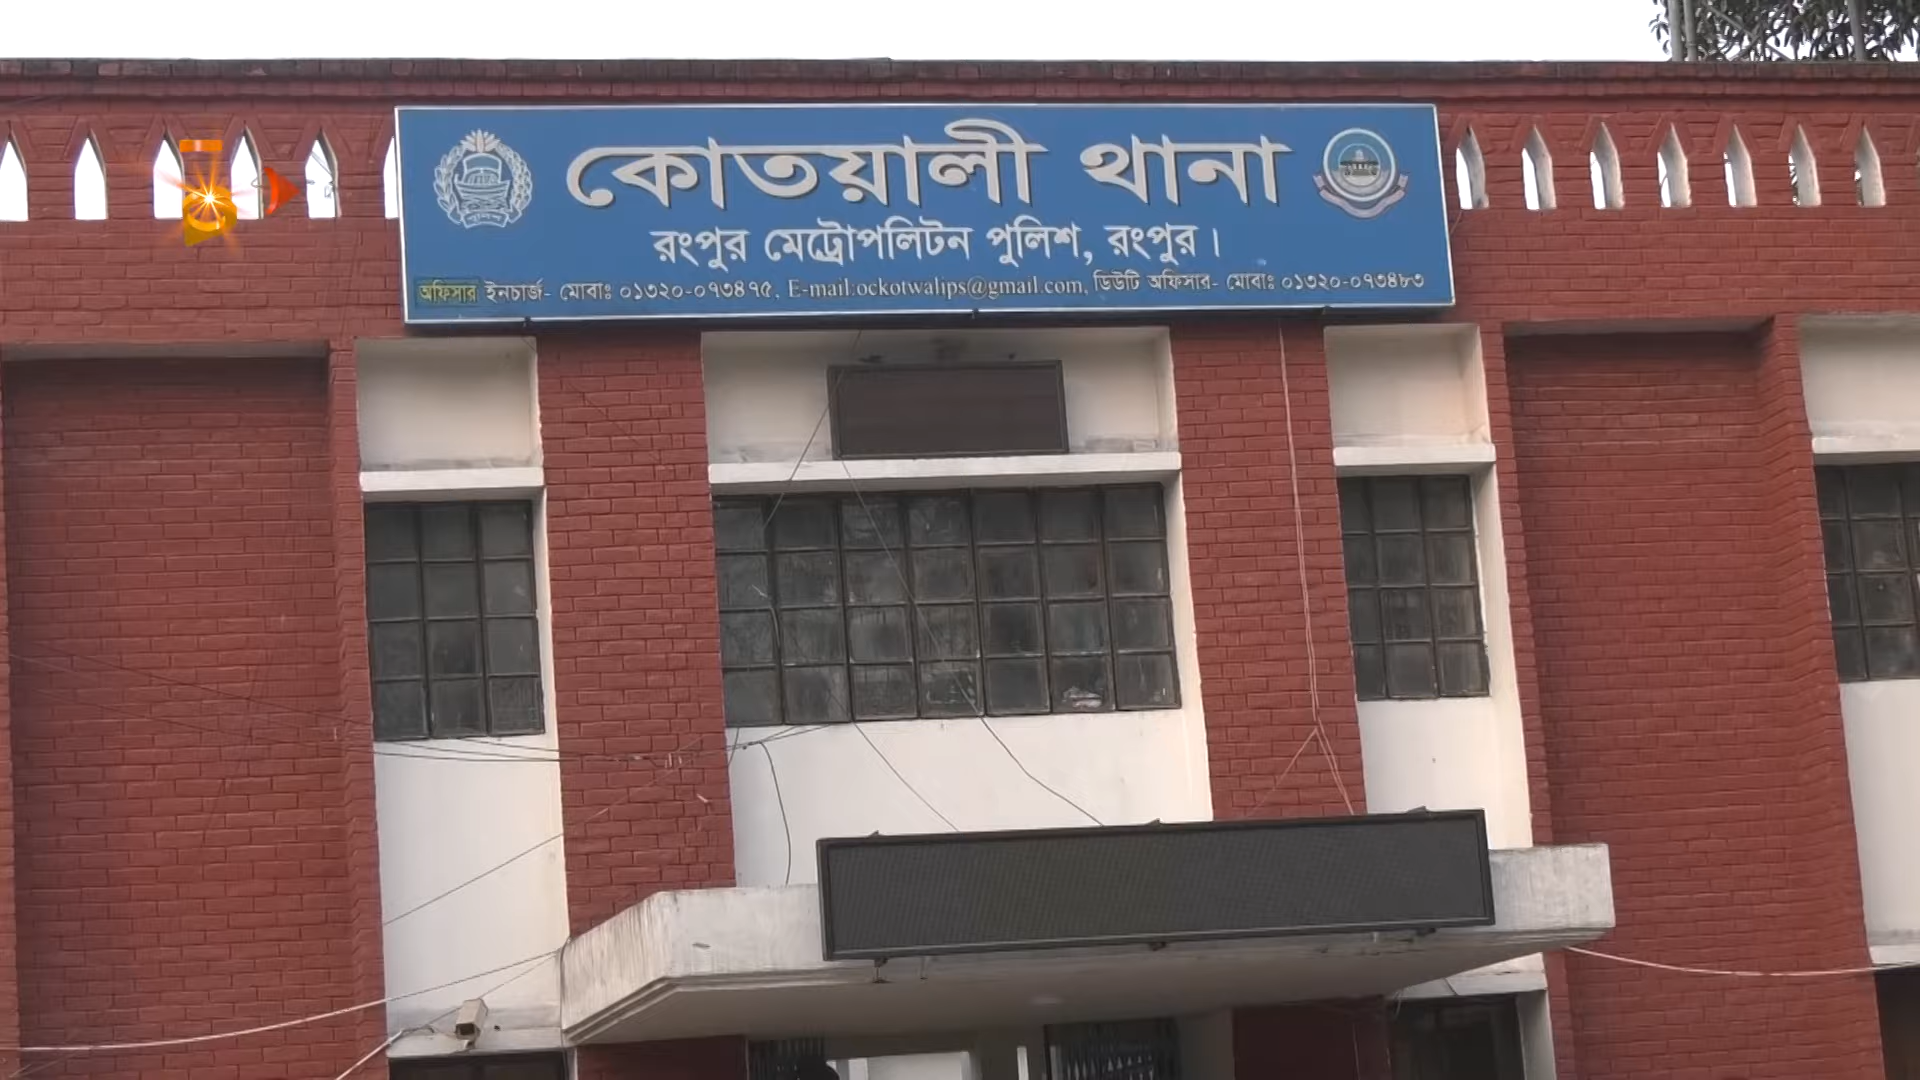 কোতয়ালী থানা
রংপুর মেট্রোপলিটন পুলিশ, রংপুর।
অফিসার ইনচার্জ- মোবাঃ ০১৩২০-০৭৩৪৭৫, E-mail:ockotwalips@gmail.com, ডিউটি অফিসার- মোবাঃ ০১৩২০-০৭৩৪৮৩
পুলিশ